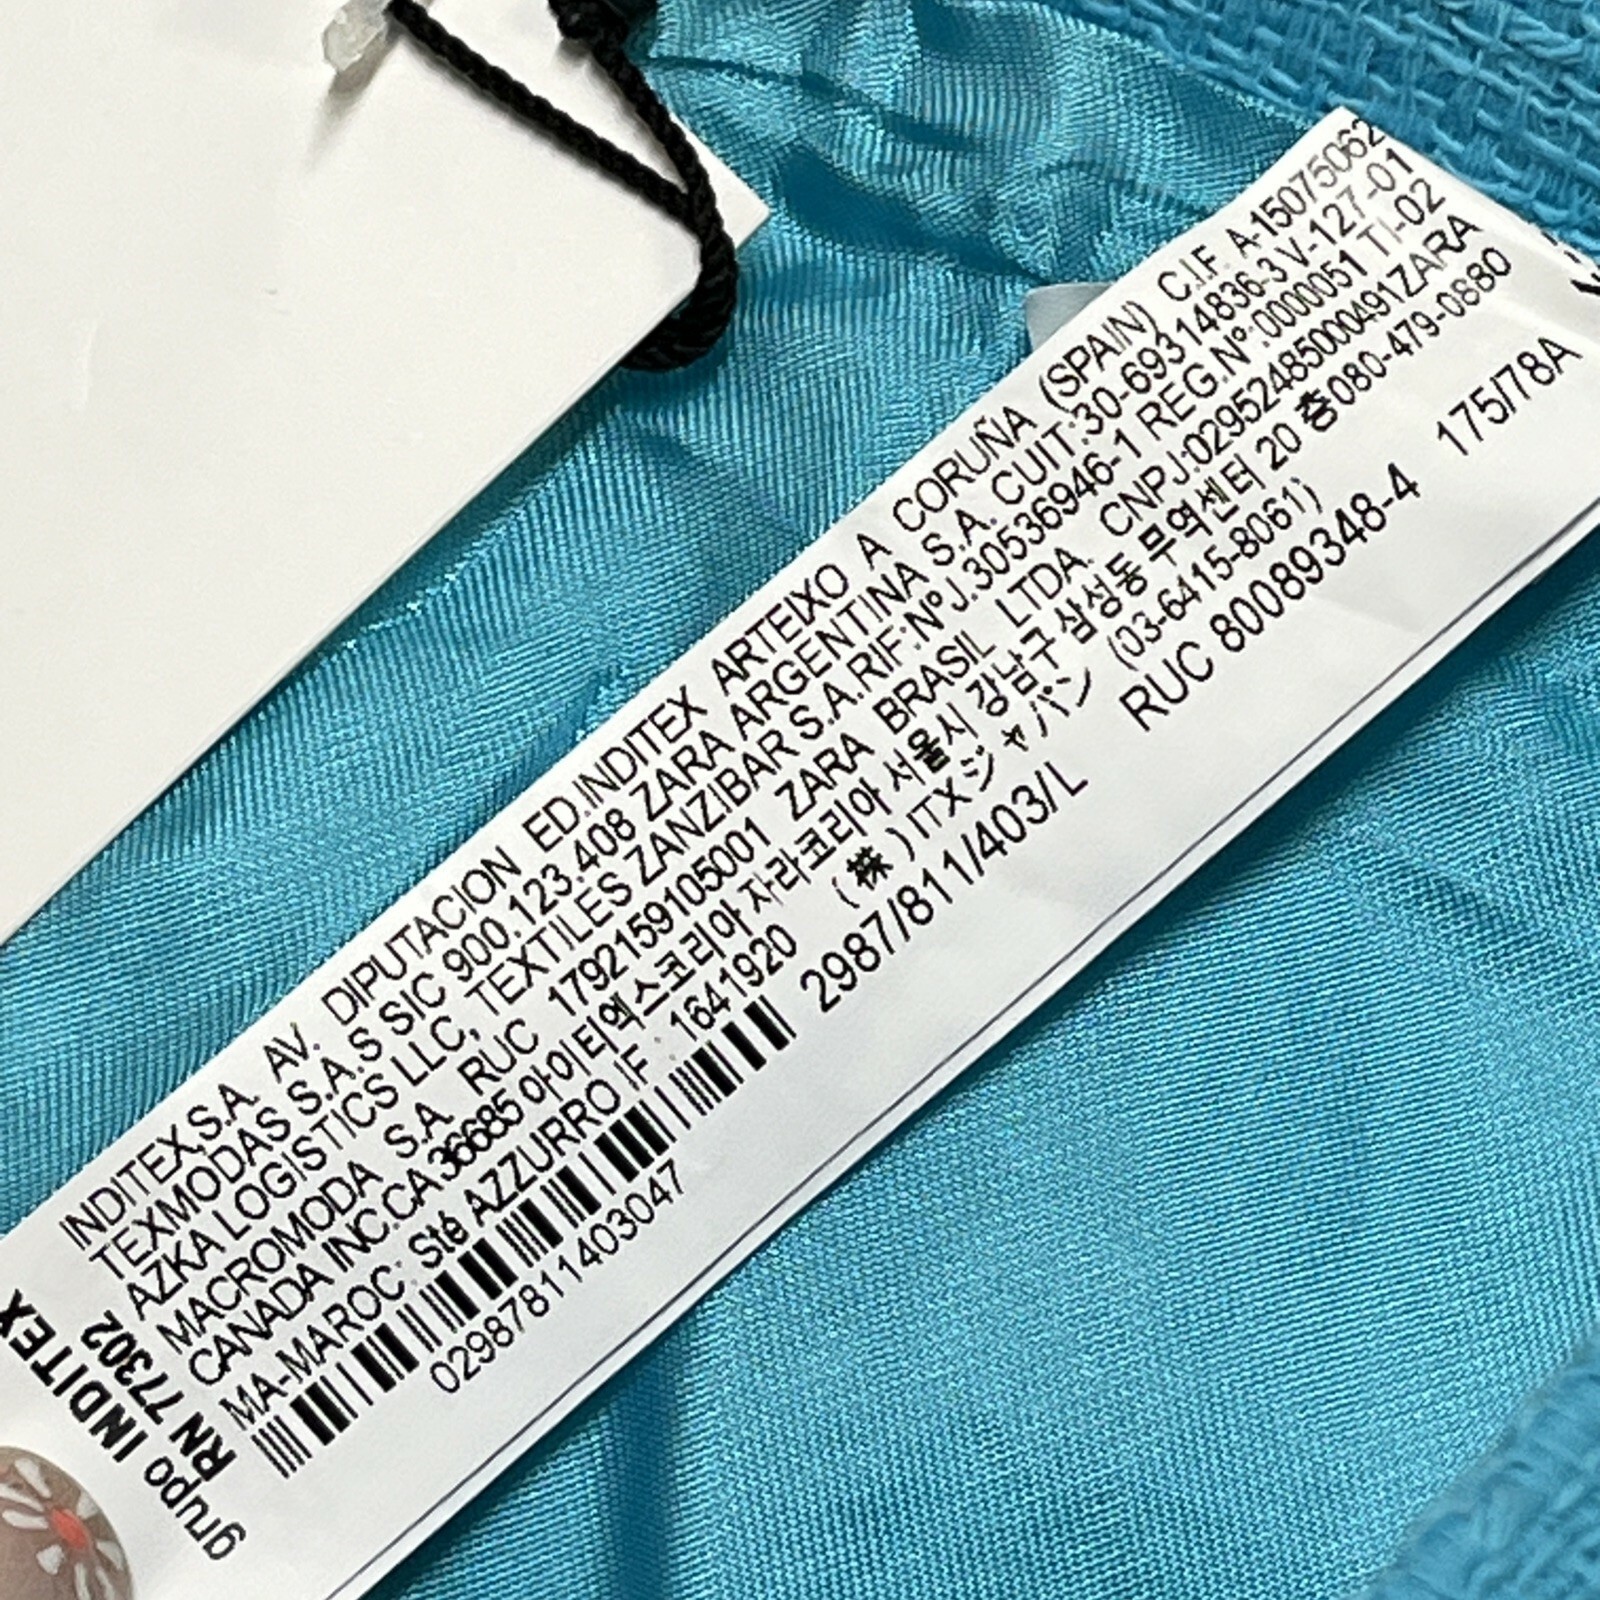 grupo INDITEX
RN 77302
INDITEX,S.A. AV. DIPUTACION ED.INDITEX ARTEIXO A CORUÑA (SPAIN) C.I.F. A-15075062
TEXMODAS S.A.S SIC 900.123.408 ZARA ARGENTINA S.A. CUIT:30-69314836-3 V-127-01
AZKA LOGISTICS LLC, TEXTILES ZANZIBAR S.A.RIF:NºJ.30536946-1 REG.Nº:0000051 TI-02
MACROMODA S.A. RUC 1792159105001 ZARA BRASIL LTDA. CNPJ:02952485000491ZARA
CANADA INC.CA36685 아이티엑스코리아 자라코리아 서울시 강남구 삼성동 무역센터 20 층080-479-0880
MA-MAROC: Sté AZZURRO IF : 1641920 (株)ITXジャパン (03-6415-8061)
2987/811/403/L RUC 80089348-4 175/78A
02987811403047